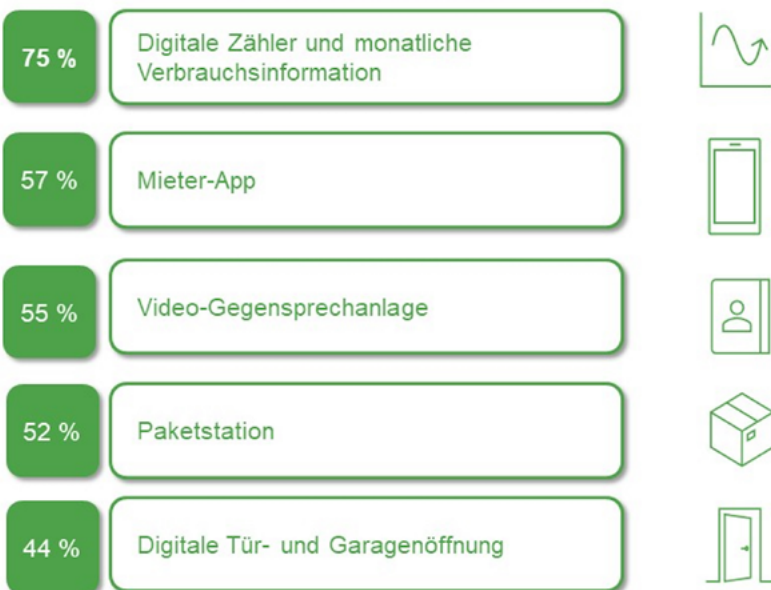 75 %
Digitale Zähler und monatliche
Verbrauchsinformation
57 %
Mieter-App
55 %
Video-Gegensprechanlage
52 %
Paketstation
44 %
Digitale Tür- und Garagenöffnung